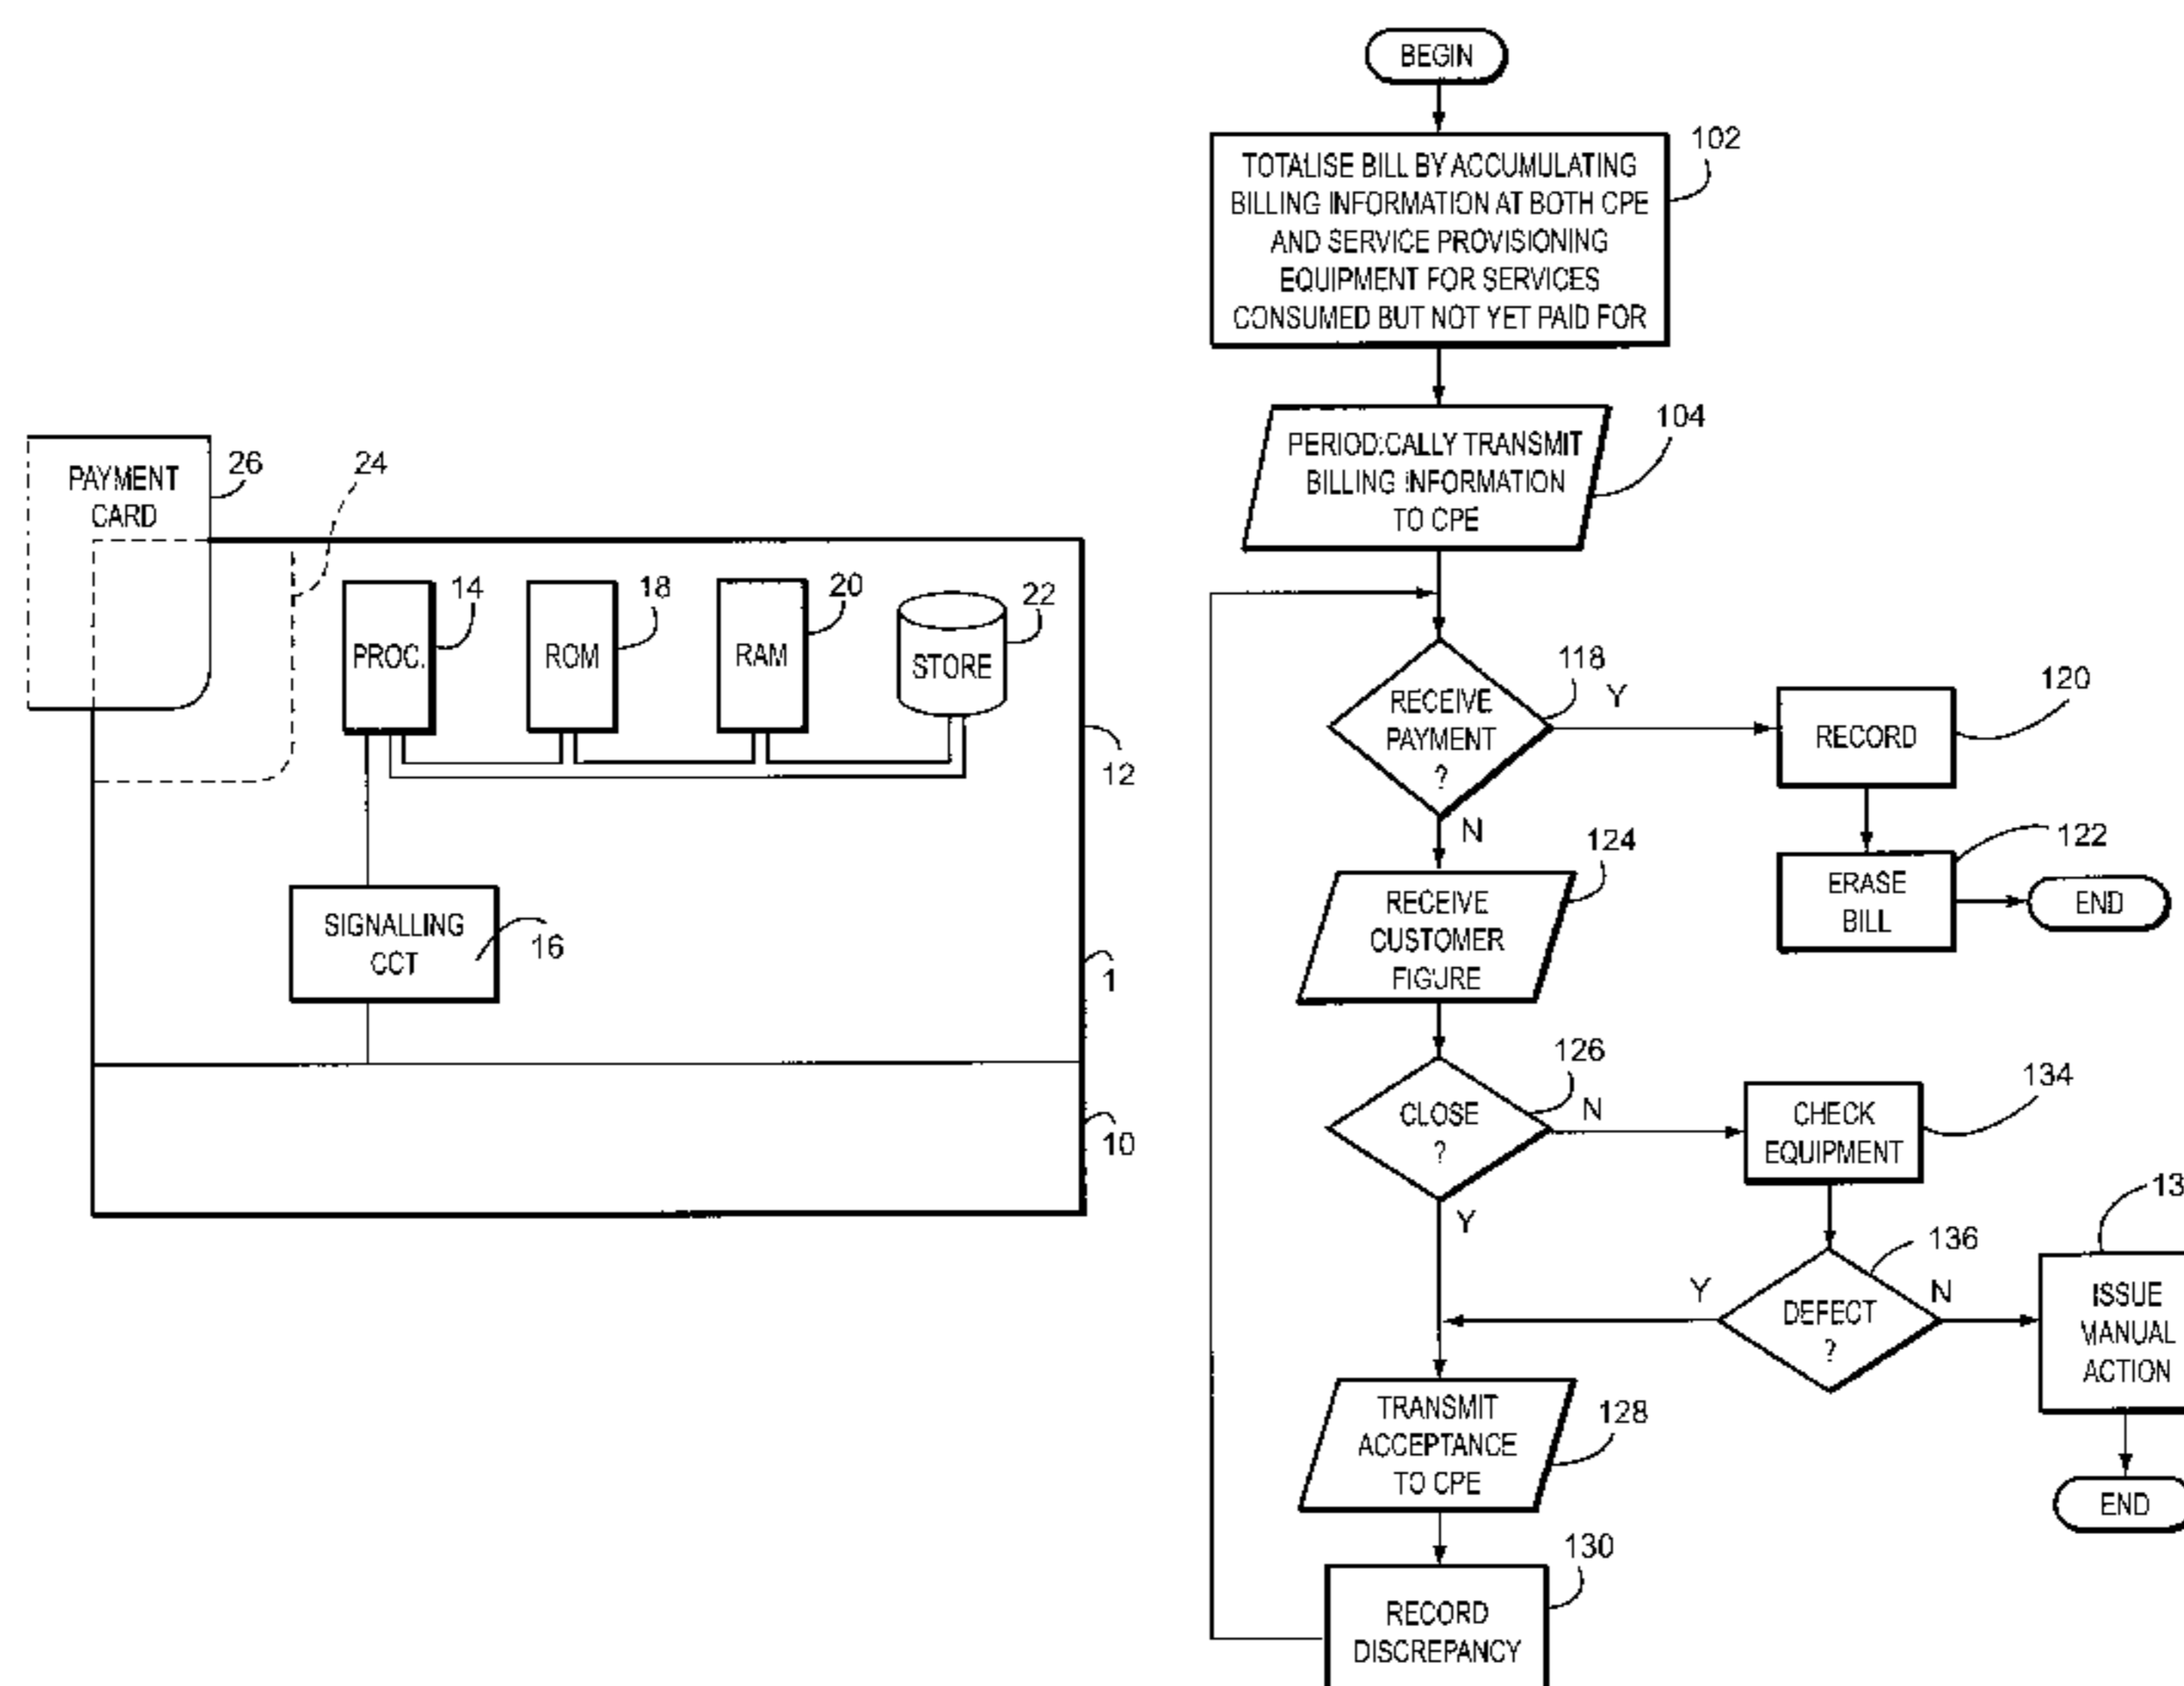 PAYMENT
CARD
26
24
PROC.
14
ROM
18
RAM
20
STORE
22
12
SIGNALLING
CCT
16
1
10
BEGIN
TOTALISE BILL BY ACCUMULATING
BILLING INFORMATION AT BOTH CPE
AND SERVICE PROVISIONING
EQUIPMENT FOR SERVICES
CONSUMED BUT NOT YET PAID FOR
102
PERIOD:CALLY TRANSMIT
BILLING INFORMATION
TO CPE
104
RECEIVE
PAYMENT
?
118
Y
N
RECORD
120
ERASE
BILL
122
END
RECEIVE
CUSTOMER
FIGURE
124
CLOSE
?
126
N
Y
CHECK
EQUIPMENT
134
DEFECT
?
136
Y
N
ISSUE
MANUAL
ACTION
END
TRANSMIT
ACCEPTANCE
TO CPE
128
RECORD
DISCREPANCY
130